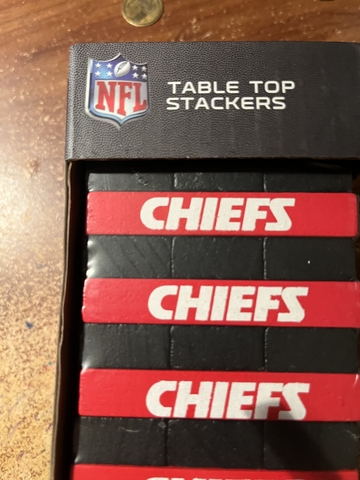 NFL
TABLE TOP
STACKERS
CHIEFS
CHIEFS
CHIEFS